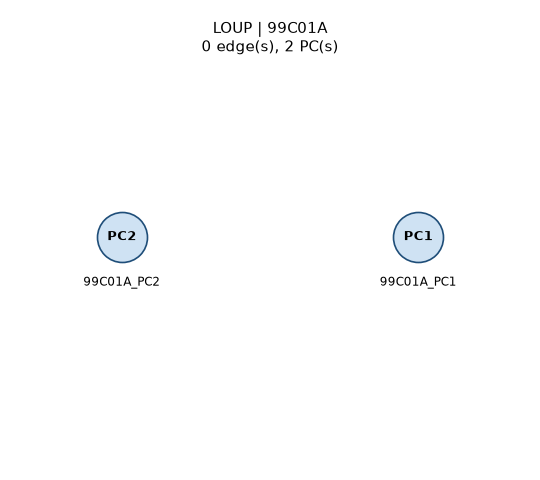 LOUP | 99C01A
0 edge(s), 2 PC(s)
PC2
PC1
99C01A_PC2
99C01A_PC1